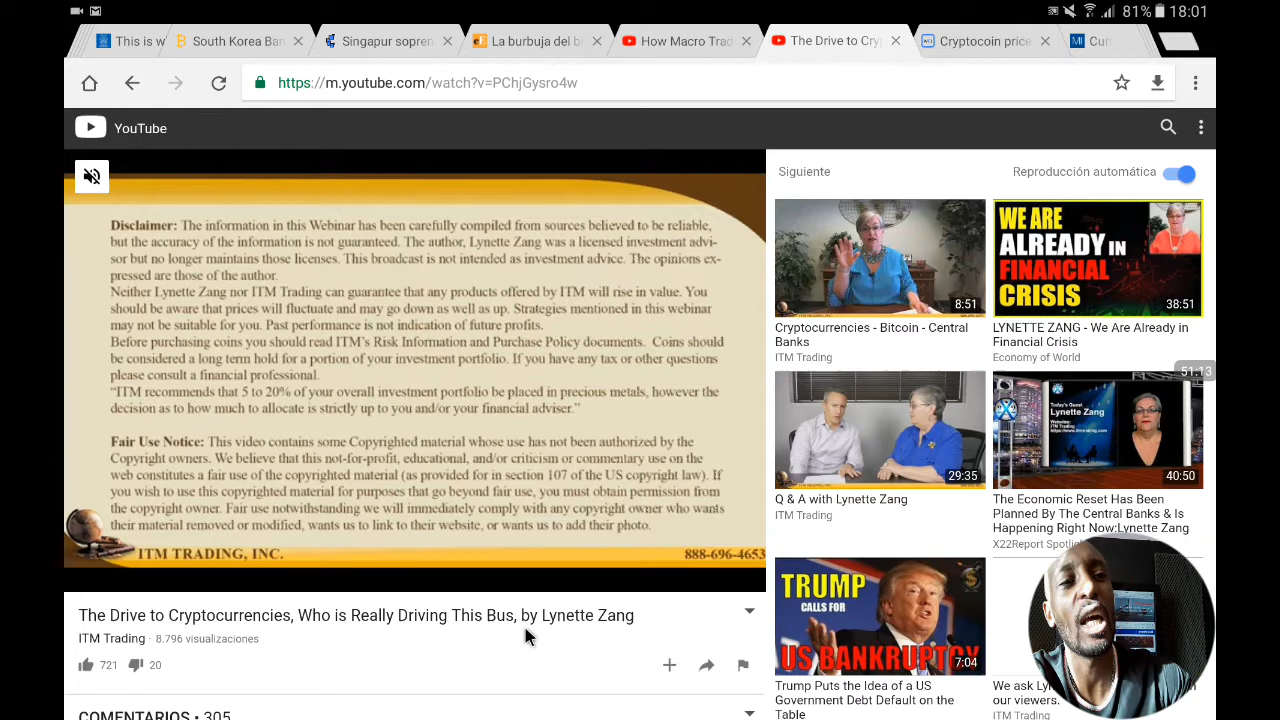 81% 18:01
This is w
South Korea Ban
Singapur sopren
La burbuja del b
How Macro Trad
The Drive to Cry
Cryptocoin price
Curr
https://m.youtube.com/watch?v=PChjGysro4w
YouTube
Disclaimer: The information in this Webinar has been carefully compiled from sources believed to be reliable,
but the accuracy of the information is not guaranteed. The author, Lynette Zang was a licensed investment advi-
sor but no longer maintains those licenses. This broadcast is not intended as investment advice. The opinions ex-
pressed are those of the author.
Neither Lynette Zang nor ITM Trading can guarantee that any products offered by ITM will rise in value. You
should be aware that prices will fluctuate and may go down as well as up. Strategies mentioned in this webinar
may not be suitable for you. Past performance is not indication of future profits.
Before purchasing coins you should read ITM's Risk Information and Purchase Policy documents. Coins should
be considered a long term hold for a portion of your investment portfolio. If you have any tax or other questions
please consult a financial professional.
"ITM recommends that 5 to 20% of your overall investment portfolio be placed in precious metals, however the
decision as to how much to allocate is strictly up to you and/or your financial adviser."
Fair Use Notice: This video contains some Copyrighted material whose use has not been authorized by the
Copyright owners. We believe that this not-for-profit, educational, and/or criticism or commentary use on the
web constitutes a fair use of the copyrighted material (as provided for in section 107 of the US copyright law). If
you wish to use this copyrighted material for purposes that go beyond fair use, you must obtain permission from
the copyright owner. Fair use notwithstanding we will immediately comply with any copyright owner who wants
their material removed or modified, wants us to link to their website, or wants us to add their photo.
ITM TRADING, INC. 888-696-4653
The Drive to Cryptocurrencies, Who is Really Driving This Bus, by Lynette Zang
ITM Trading · 8.796 visualizaciones
721 20
COMENTARIOS • 305
Siguiente
Reproducción automática
8:51
Cryptocurrencies - Bitcoin - Central
Banks
ITM Trading
WE ARE
ALREADY IN
FINANCIAL
CRISIS
38:51
LYNETTE ZANG - We Are Already in
Financial Crisis
Economy of World
51:13
29:35
Q & A with Lynette Zang
ITM Trading
Today's Guest
Lynette Zang
40:50
The Economic Reset Has Been
Planned By The Central Banks & Is
Happening Right Now:Lynette Zang
X22Report Spotlig
TRUMP
CALLS FOR
US BANKRUPTCY
7:04
Trump Puts the Idea of a US
Government Debt Default on the
Table
We ask Ly
our viewers.
ITM Trading